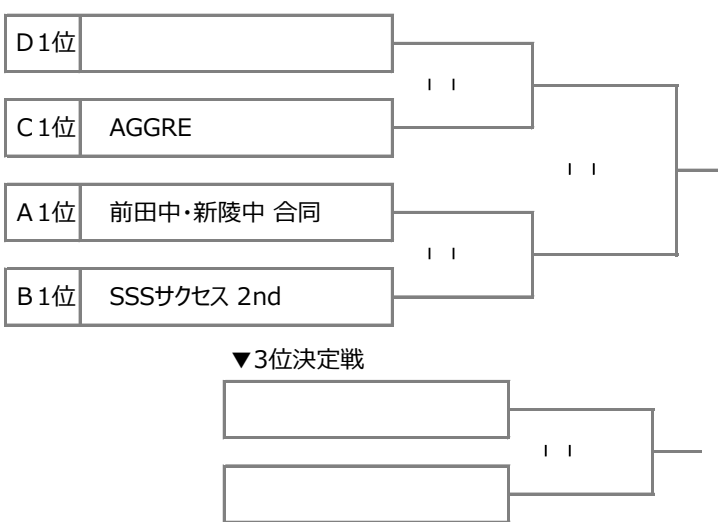 D1位
C1位 AGGRE
A1位 前田中・新陵中 合同
B1位 SSSサクセス 2nd
▼3位決定戦